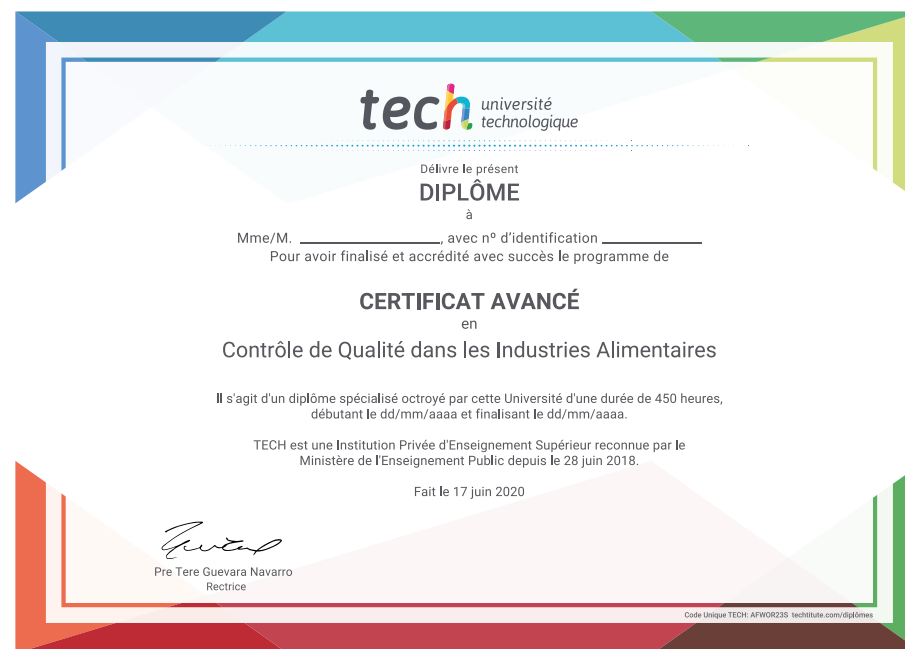 tech université
technologique
Délivre le présent
DIPLÔME
à
Mme/M. ____________________, avec nº d'identification ______________
Pour avoir finalisé et accrédité avec succès le programme de
CERTIFICAT AVANCÉ
en
Contrôle de Qualité dans les Industries Alimentaires
Il s'agit d'un diplôme spécialisé octroyé par cette Université d'une durée de 450 heures,
débutant le dd/mm/aaaa et finalisant le dd/mm/aaaa.
TECH est une Institution Privée d'Enseignement Supérieur reconnue par le
Ministère de l'Enseignement Public depuis le 28 juin 2018.
Fait le 17 juin 2020
Pre Tere Guevara Navarro
Rectrice
Code Unique TECH: AFWOR23S techtitute.com/diplômes